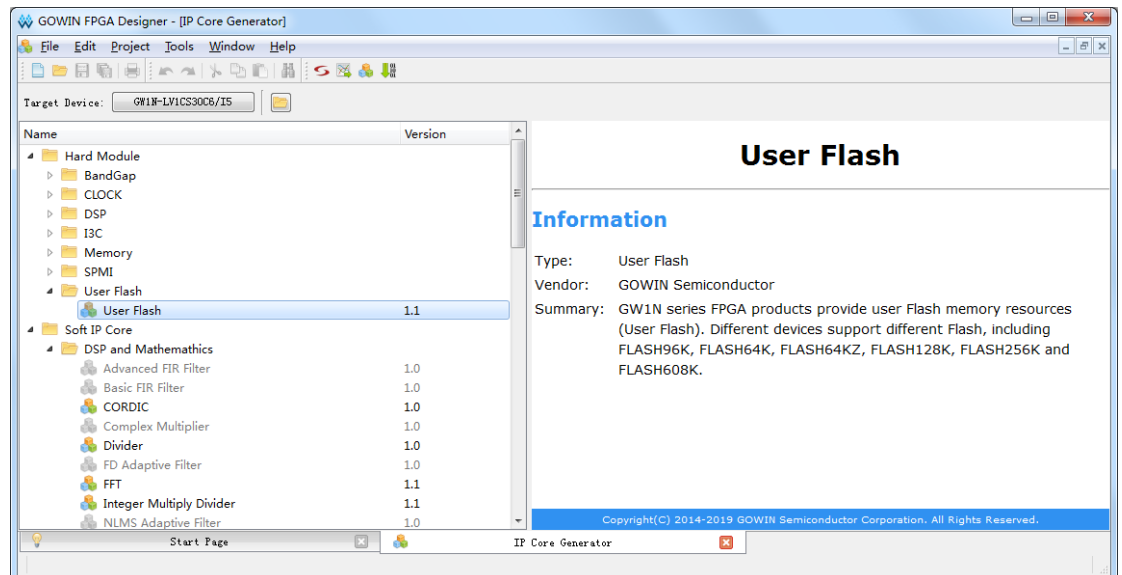 GOWIN FPGA Designer - [IP Core Generator]
File Edit Project Tools Window Help
Target Device: GW1N-LV1CS30C6/I5
Name Version
Hard Module
BandGap
CLOCK
DSP
I3C
Memory
SPMI
User Flash
User Flash 1.1
Soft IP Core
DSP and Mathemathics
Advanced FIR Filter 1.0
Basic FIR Filter 1.0
CORDIC 1.0
Complex Multiplier 1.0
Divider 1.0
FD Adaptive Filter 1.0
FFT 1.1
Integer Multiply Divider 1.1
NLMS Adaptive Filter 1.0
User Flash
Information
Type: User Flash
Vendor: GOWIN Semiconductor
Summary: GW1N series FPGA products provide user Flash memory resources
(User Flash). Different devices support different Flash, including
FLASH96K, FLASH64K, FLASH64KZ, FLASH128K, FLASH256K and
FLASH608K.
Copyright(C) 2014-2019 GOWIN Semiconductor Corporation. All Rights Reserved.
Start Page IP Core Generator